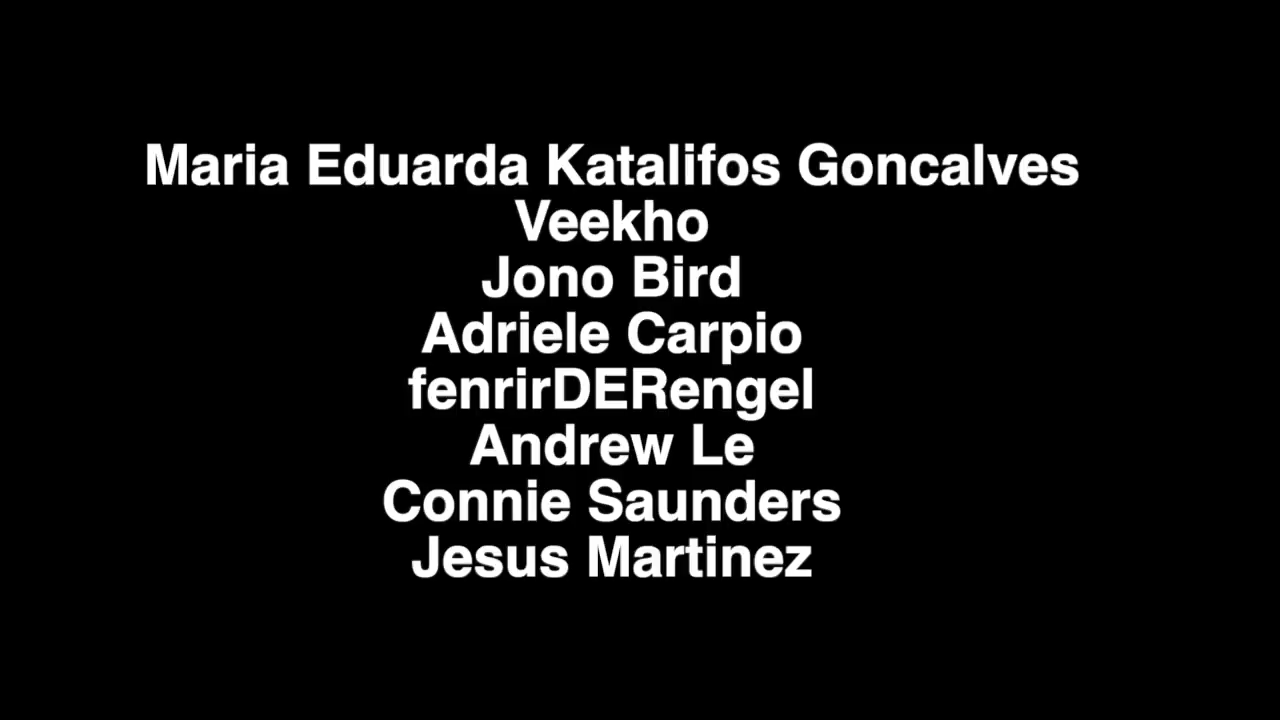 Maria Eduarda Katalifos Goncalves
Veekho
Jono Bird
Adriele Carpio
fenrirDERengel
Andrew Le
Connie Saunders
Jesus Martinez